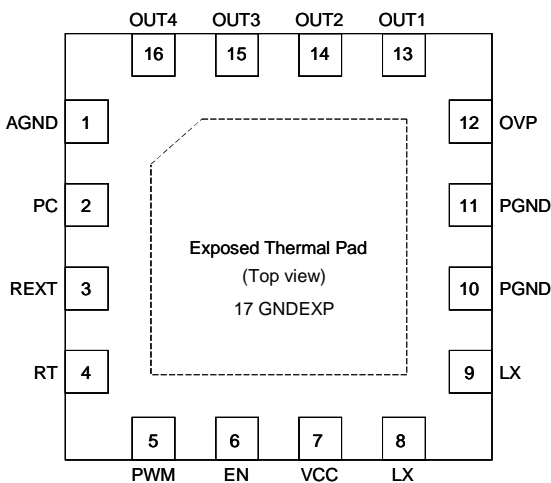 OUT4 OUT3 OUT2 OUT1
16 15 14 13
AGND 1 12 OVP
PC 2 11 PGND
Exposed Thermal Pad
(Top view)
17 GNDEXP
REXT 3 10 PGND
RT 4 9 LX
5 6 7 8
PWM EN VCC LX